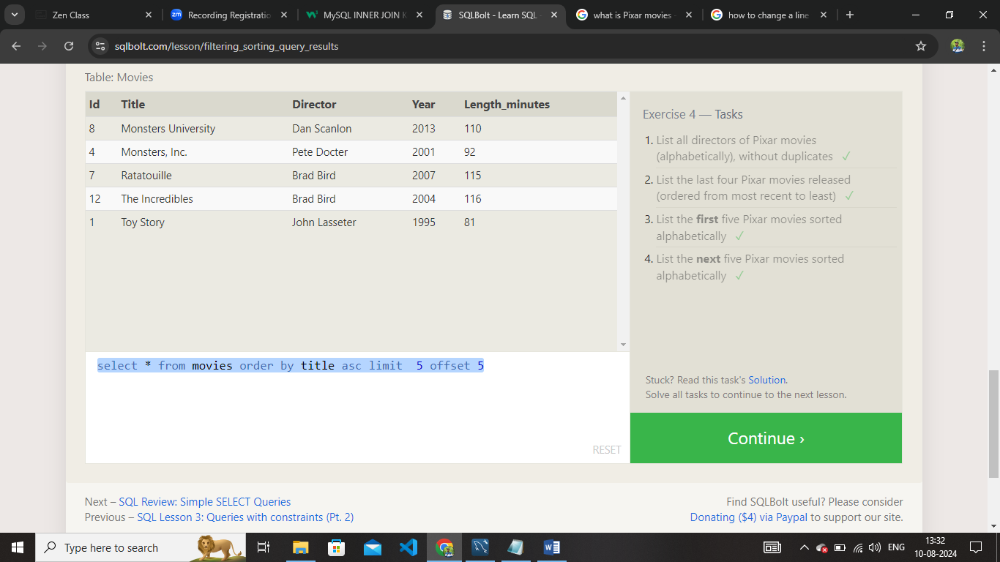 Zen Class
zm Recording Registratio
MySQL INNER JOIN K
SQLBolt - Learn SQL -
what is Pixar movies -
how to change a line
sqlbolt.com/lesson/filtering_sorting_query_results
Table: Movies
Id Title Director Year Length_minutes
8 Monsters University Dan Scanlon 2013 110
4 Monsters, Inc. Pete Docter 2001 92
7 Ratatouille Brad Bird 2007 115
12 The Incredibles Brad Bird 2004 116
1 Toy Story John Lasseter 1995 81
select * from movies order by title asc limit  5 offset 5
RESET
Exercise 4 — Tasks
1. List all directors of Pixar movies
(alphabetically), without duplicates ✓
2. List the last four Pixar movies released
(ordered from most recent to least) ✓
3. List the first five Pixar movies sorted
alphabetically ✓
4. List the next five Pixar movies sorted
alphabetically ✓
Stuck? Read this task's Solution.
Solve all tasks to continue to the next lesson.
Continue ›
Next – SQL Review: Simple SELECT Queries
Previous – SQL Lesson 3: Queries with constraints (Pt. 2)
Find SQLBolt useful? Please consider
Donating ($4) via Paypal to support our site.
Type here to search
ENG
13:32
10-08-2024